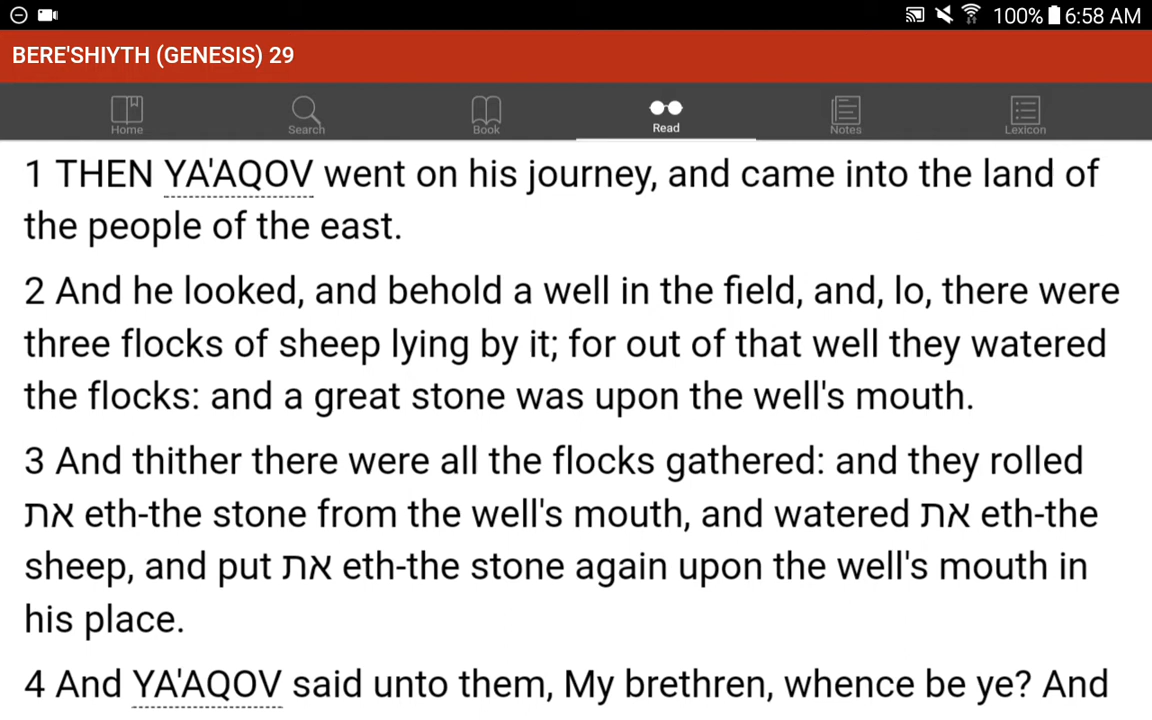 100% 6:58 AM
BERE'SHIYTH (GENESIS) 29
Home Search Book Read Notes Lexicon
1 THEN YA'AQOV went on his journey, and came into the land of
the people of the east.
2 And he looked, and behold a well in the field, and, lo, there were
three flocks of sheep lying by it; for out of that well they watered
the flocks: and a great stone was upon the well's mouth.
3 And thither there were all the flocks gathered: and they rolled
את eth-the stone from the well's mouth, and watered את eth-the
sheep, and put את eth-the stone again upon the well's mouth in
his place.
4 And YA'AQOV said unto them, My brethren, whence be ye? And